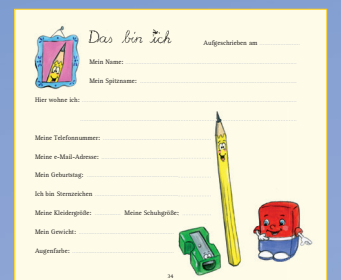 Das bin ich
Aufgeschrieben am
Mein Name:
Mein Spitzname:
Hier wohne ich:
Meine Telefonnummer:
Meine e-Mail-Adresse:
Mein Geburtstag:
Ich bin Sternzeichen
Meine Kleidergröße: Meine Schuhgröße:
Mein Gewicht:
Augenfarbe:
34